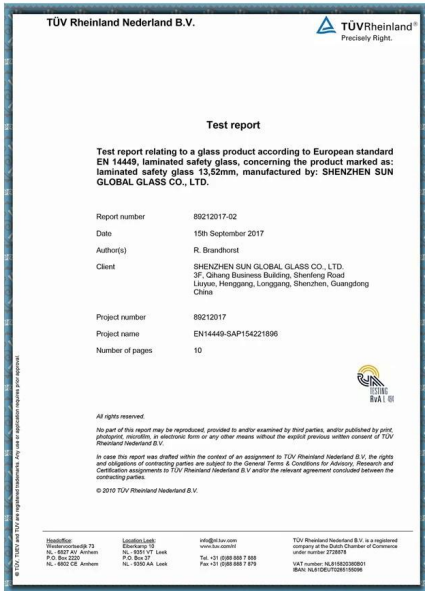 TÜV Rheinland Nederland B.V.
TÜVRheinland®
Precisely Right.
Test report
Test report relating to a glass product according to European standard
EN 14449, laminated safety glass, concerning the product marked as:
laminated safety glass 13,52mm, manufactured by: SHENZHEN SUN
GLOBAL GLASS CO., LTD.
Report number 89212017-02
Date 15th September 2017
Author(s) R. Brandhorst
Client SHENZHEN SUN GLOBAL GLASS CO., LTD.
3F, Qihang Business Building, Shenfeng Road
Liuyue, Henggang, Longgang, Shenzhen, Guangdong
China
Project number 89212017
Project name EN14449-SAP154221896
Number of pages 10
TESTING
RvA L 484
All rights reserved.
No part of this report may be reproduced, provided to and/or examined by third parties, and/or published by print,
photoprint, microfilm, in electronic form or any other means without the explicit previous written consent of TÜV
Rheinland Nederland B.V.
In case this report was drafted within the context of an assignment to TÜV Rheinland Nederland B.V., the rights
and obligations of contracting parties are subject to the General Terms & Conditions for Advisory, Research and
Certification assignments to TÜV Rheinland Nederland B.V and/or the relevant agreement concluded between the
contracting parties.
© 2010 TÜV Rheinland Nederland B.V.
® TÜV, TUEV and TUV are registered trademarks. Any use or application requires prior approval.
Headoffice:
Westervoortsedijk 73
NL - 6827 AV Arnhem
P.O. Box 2220
NL - 6802 CE Arnhem
Location Leek:
Eiberkamp 10
NL - 9351 VT Leek
P.O. Box 37
NL - 9350 AA Leek
info@nl.tuv.com
www.tuv.com/nl
Tel. +31 (0)88 888 7 888
Fax +31 (0)88 888 7 879
TÜV Rheinland Nederland B.V. is a registered
company at the Dutch Chamber of Commerce
under number 27288788
VAT number: NL815820380B01